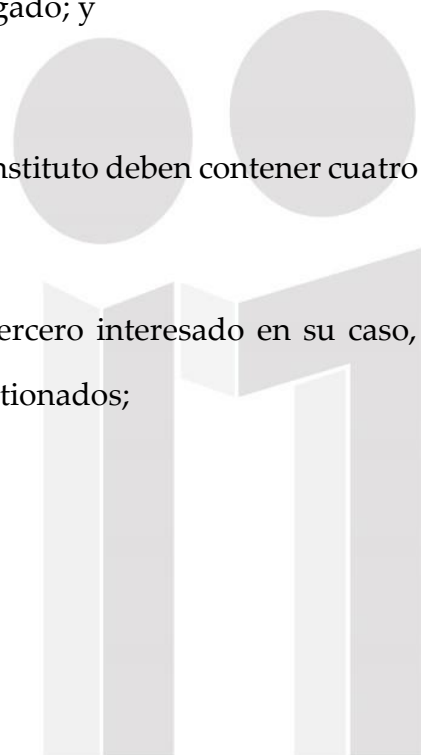 gado; y
nstituto deben contener cuatro
ercero interesado en su caso,
tionados;